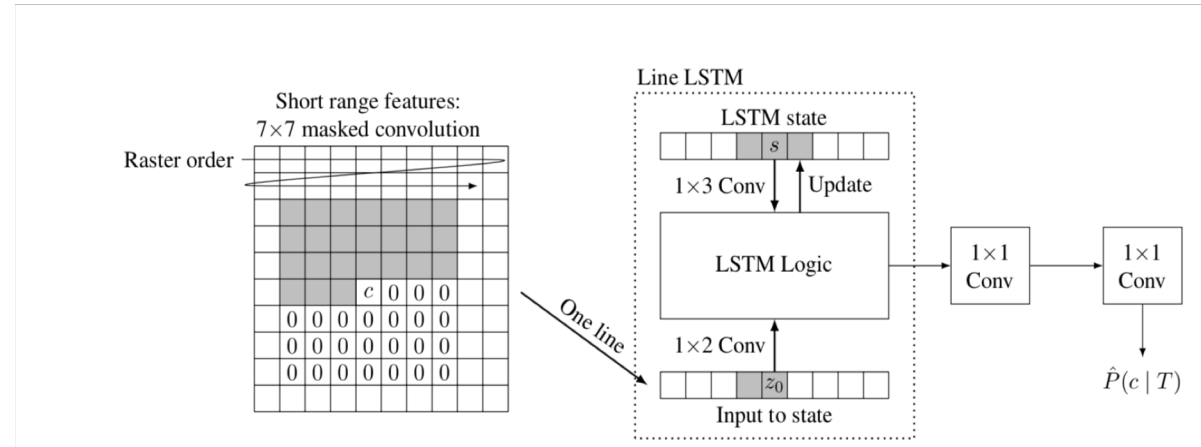 Short range features:
7×7 masked convolution
Raster order
c 0 0 0
0 0 0 0 0 0 0
0 0 0 0 0 0 0
0 0 0 0 0 0 0
One line
Line LSTM
LSTM state
s
1×3 Conv
Update
LSTM Logic
1×2 Conv
z₀
Input to state
1×1
Conv
1×1
Conv
P̂(c | T)